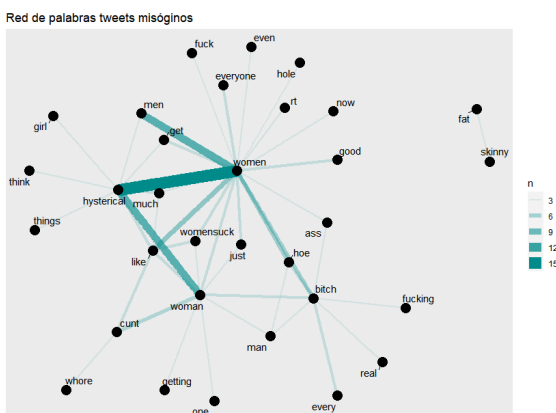 Red de palabras tweets misóginos
fuck
even
hole
everyone
men
rt
now
girl
get
good
women
fat
skinny
think
hysterical
much
things
womensuck
just
ass
like
hoe
woman
bitch
fucking
cunt
man
real
whore
getting
one
every
n
3
6
9
12
15